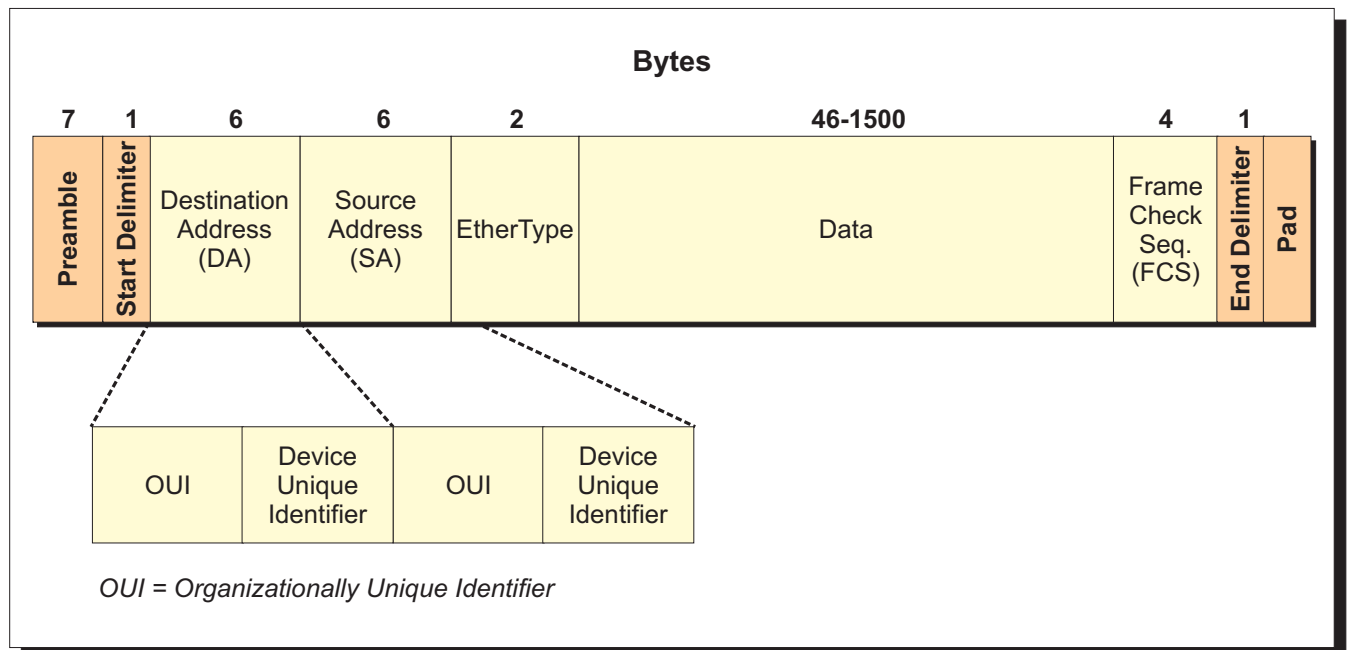 Bytes
7 1 6 6 2 46-1500 4 1
Preamble
Start Delimiter
Destination
Address
(DA)
Source
Address
(SA)
EtherType
Data
Frame
Check
Seq.
(FCS)
End Delimiter
Pad
OUI
Device
Unique
Identifier
OUI
Device
Unique
Identifier
OUI = Organizationally Unique Identifier